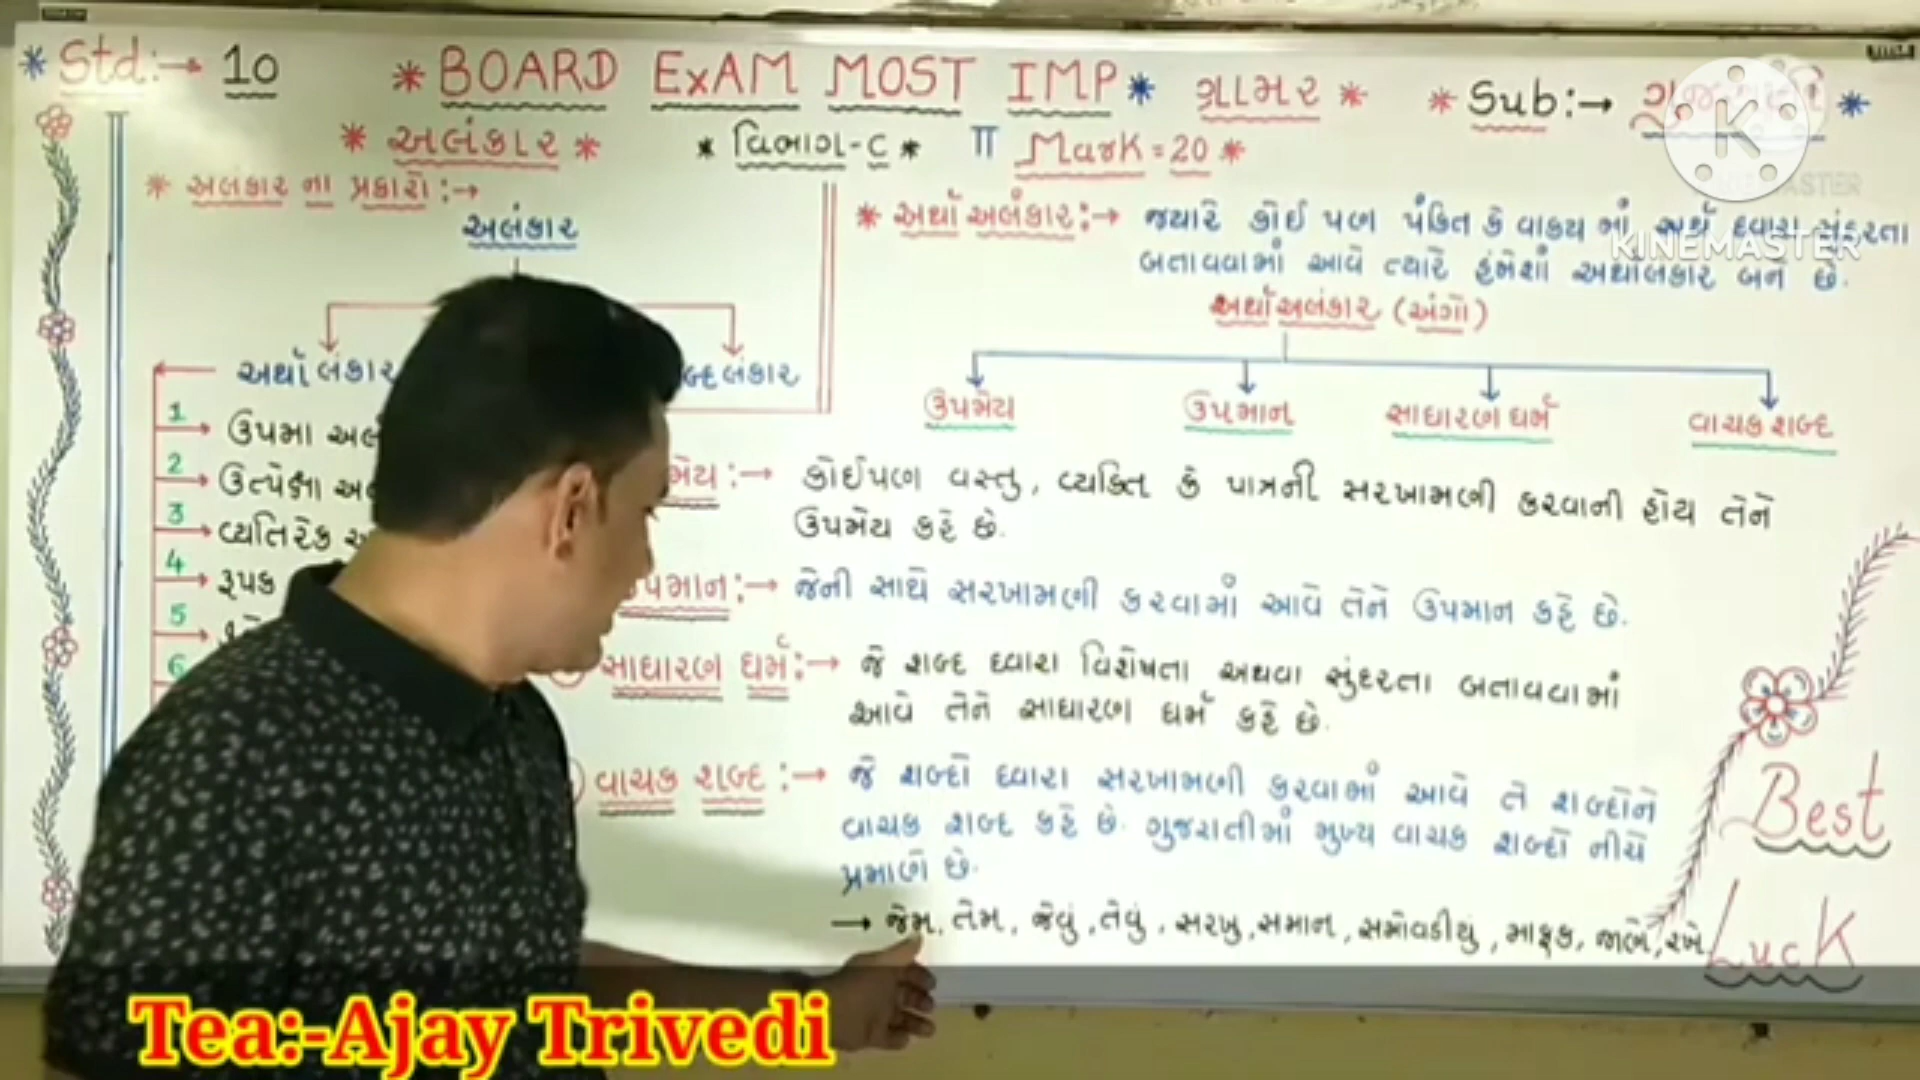 * Std:→ 10 * BOARD ExAM MOST IMP * ગ્રામર * * Sub:→ *
* અલંકાર * * વિભાગ-C * π Mark = 20 *
* અલંકાર ના પ્રકારો :→
અલંકાર
અર્થાલંકાર
1 ઉપમા
2 ઉત્પેક્ષા
3 વ્યતિરેક
4 રૂપક
5
6
* અર્થાઅલંકાર :→ જ્યારે કોઈ પણ પંકિત કે વાકય માં અર્થ દ્વારા સુંદરતા
બતાવવામાં આવે ત્યારે હંમેશાં અર્થાલંકાર બને છે.
અર્થાઅલંકાર (અંગો)
ઉપમેય ઉપમાન સાધારણ ધર્મ વાચક શબ્દ
:→ કોઈપણ વસ્તુ, વ્યકિત કે પાત્રની સરખામણી કરવાની હોય તેને
ઉપમેય કહે છે.
:→ જેની સાથે સરખામણી કરવામાં આવે તેને ઉપમાન કહે છે.
સાધારણ ધર્મ :→ જે શબ્દ દ્વારા વિશેષતા અથવા સુંદરતા બતાવવામાં
આવે તેને સાધારણ ધર્મ કહે છે.
વાચક શબ્દ :→ જે શબ્દો દ્વારા સરખામણી કરવામાં આવે તે શબ્દોને
વાચક શબ્દ કહે છે. ગુજરાતીમાં મુખ્ય વાચક શબ્દો નીચે
પ્રમાણે છે.
→ જેમ, તેમ, જેવું, તેવું, સરખુ, સમાન, સમોવડીયું, માફક, જાણે, રખે
Best
Luck
K
KINEMASTER
Tea:-Ajay Trivedi